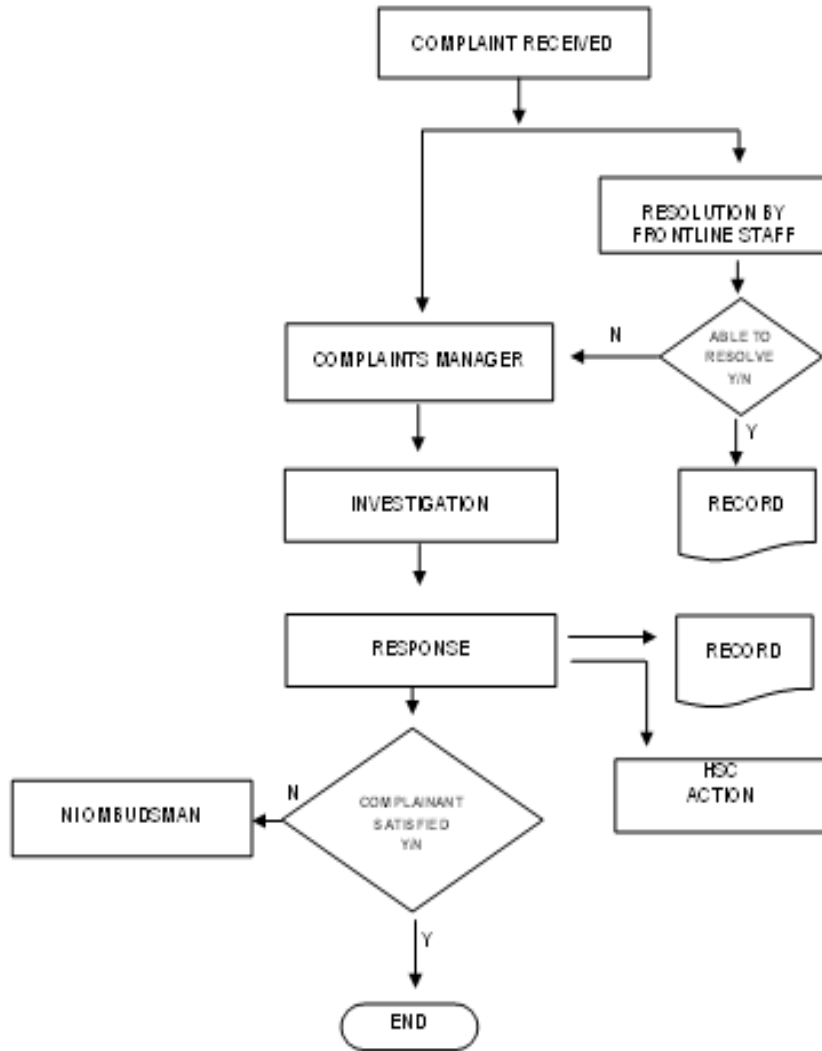 COMPLAINT RECEIVED
RESOLUTION BY
FRONTLINE STAFF
ABLE TO
RESOLVE
Y/N
N
COMPLAINTS MANAGER
Y
RECORD
INVESTIGATION
RESPONSE
RECORD
HSC
ACTION
COMPLAINANT
SATISFIED
Y/N
N
NI OMBUDSMAN
Y
END